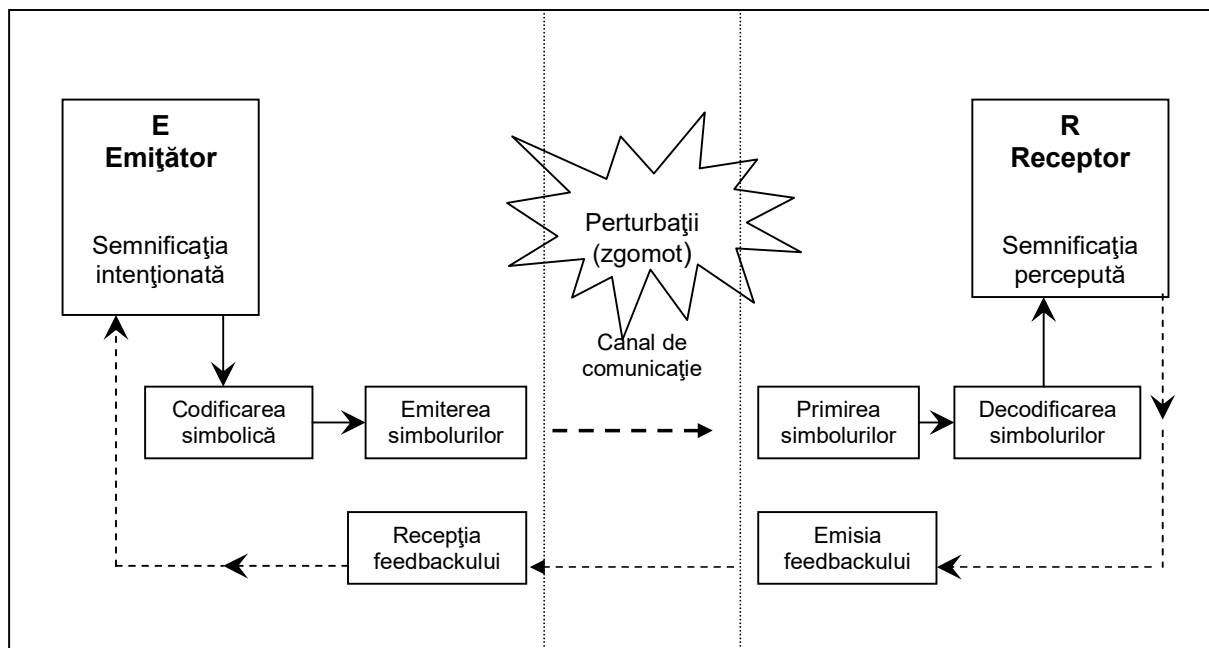 E
Emiţător
Semnificaţia
intenţionată
R
Receptor
Semnificaţia
percepută
Perturbaţii
(zgomot)
Canal de
comunicaţie
Codificarea
simbolică
Emiterea
simbolurilor
Primirea
simbolurilor
Decodificarea
simbolurilor
Recepţia
feedbackului
Emisia
feedbackului